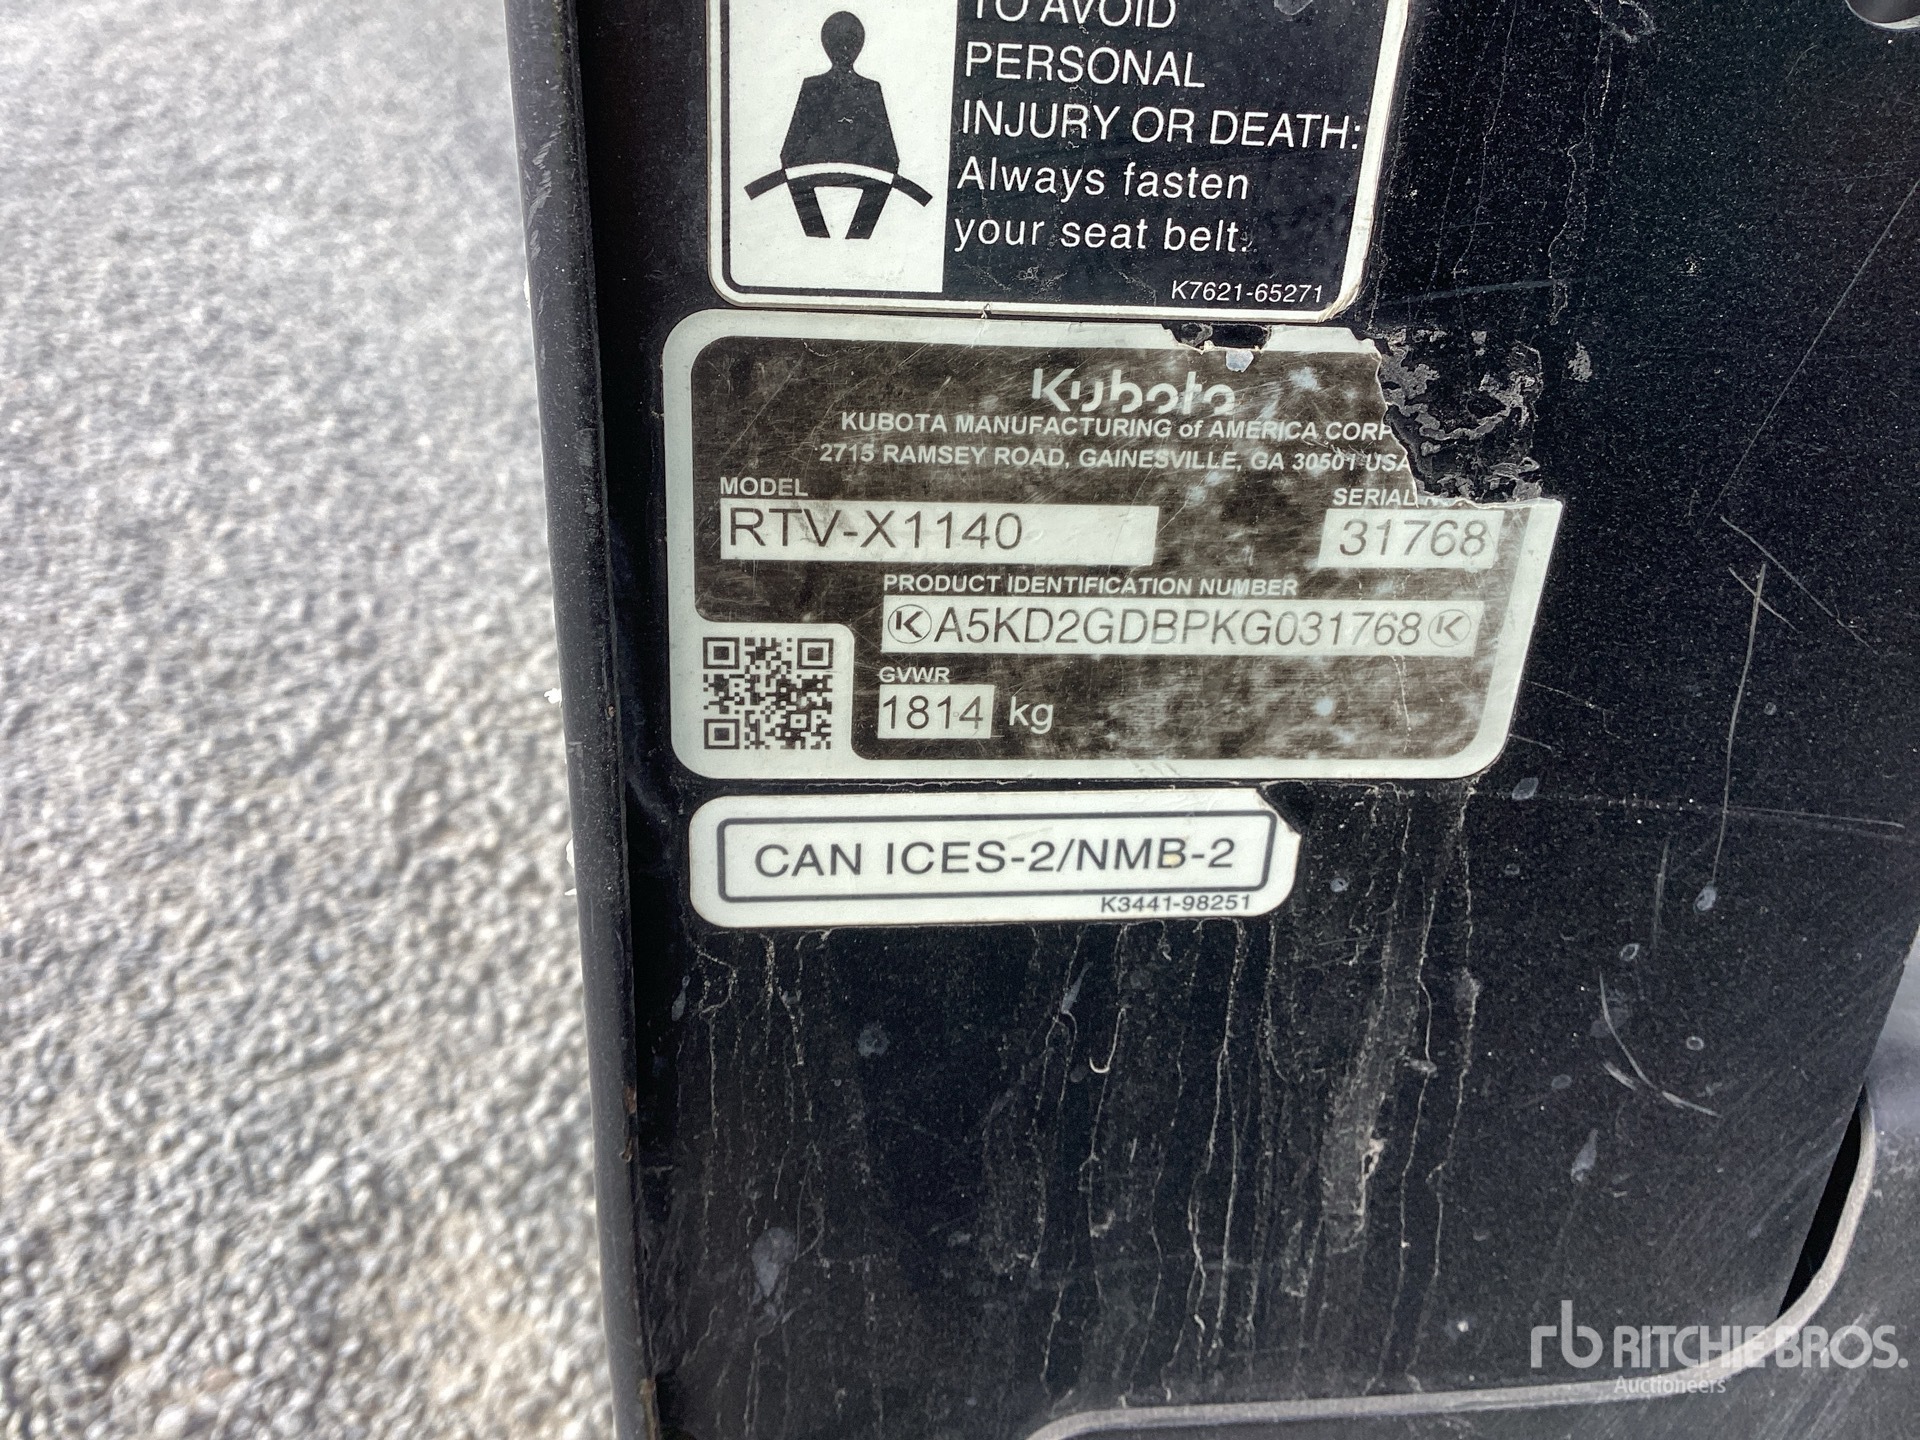 TO AVOID
PERSONAL
INJURY OR DEATH:
Always fasten
your seat belt.
K7621-65271
Kubota
KUBOTA MANUFACTURING of AMERICA CORP
2715 RAMSEY ROAD, GAINESVILLE, GA 30501 USA
MODEL
SERIAL
RTV-X1140
31768
PRODUCT IDENTIFICATION NUMBER
K A5KD2GDBPKG031768 K
GVWR
1814 kg
CAN ICES-2/NMB-2
K3441-98251
rb RITCHIE BROS.
Auctioneers